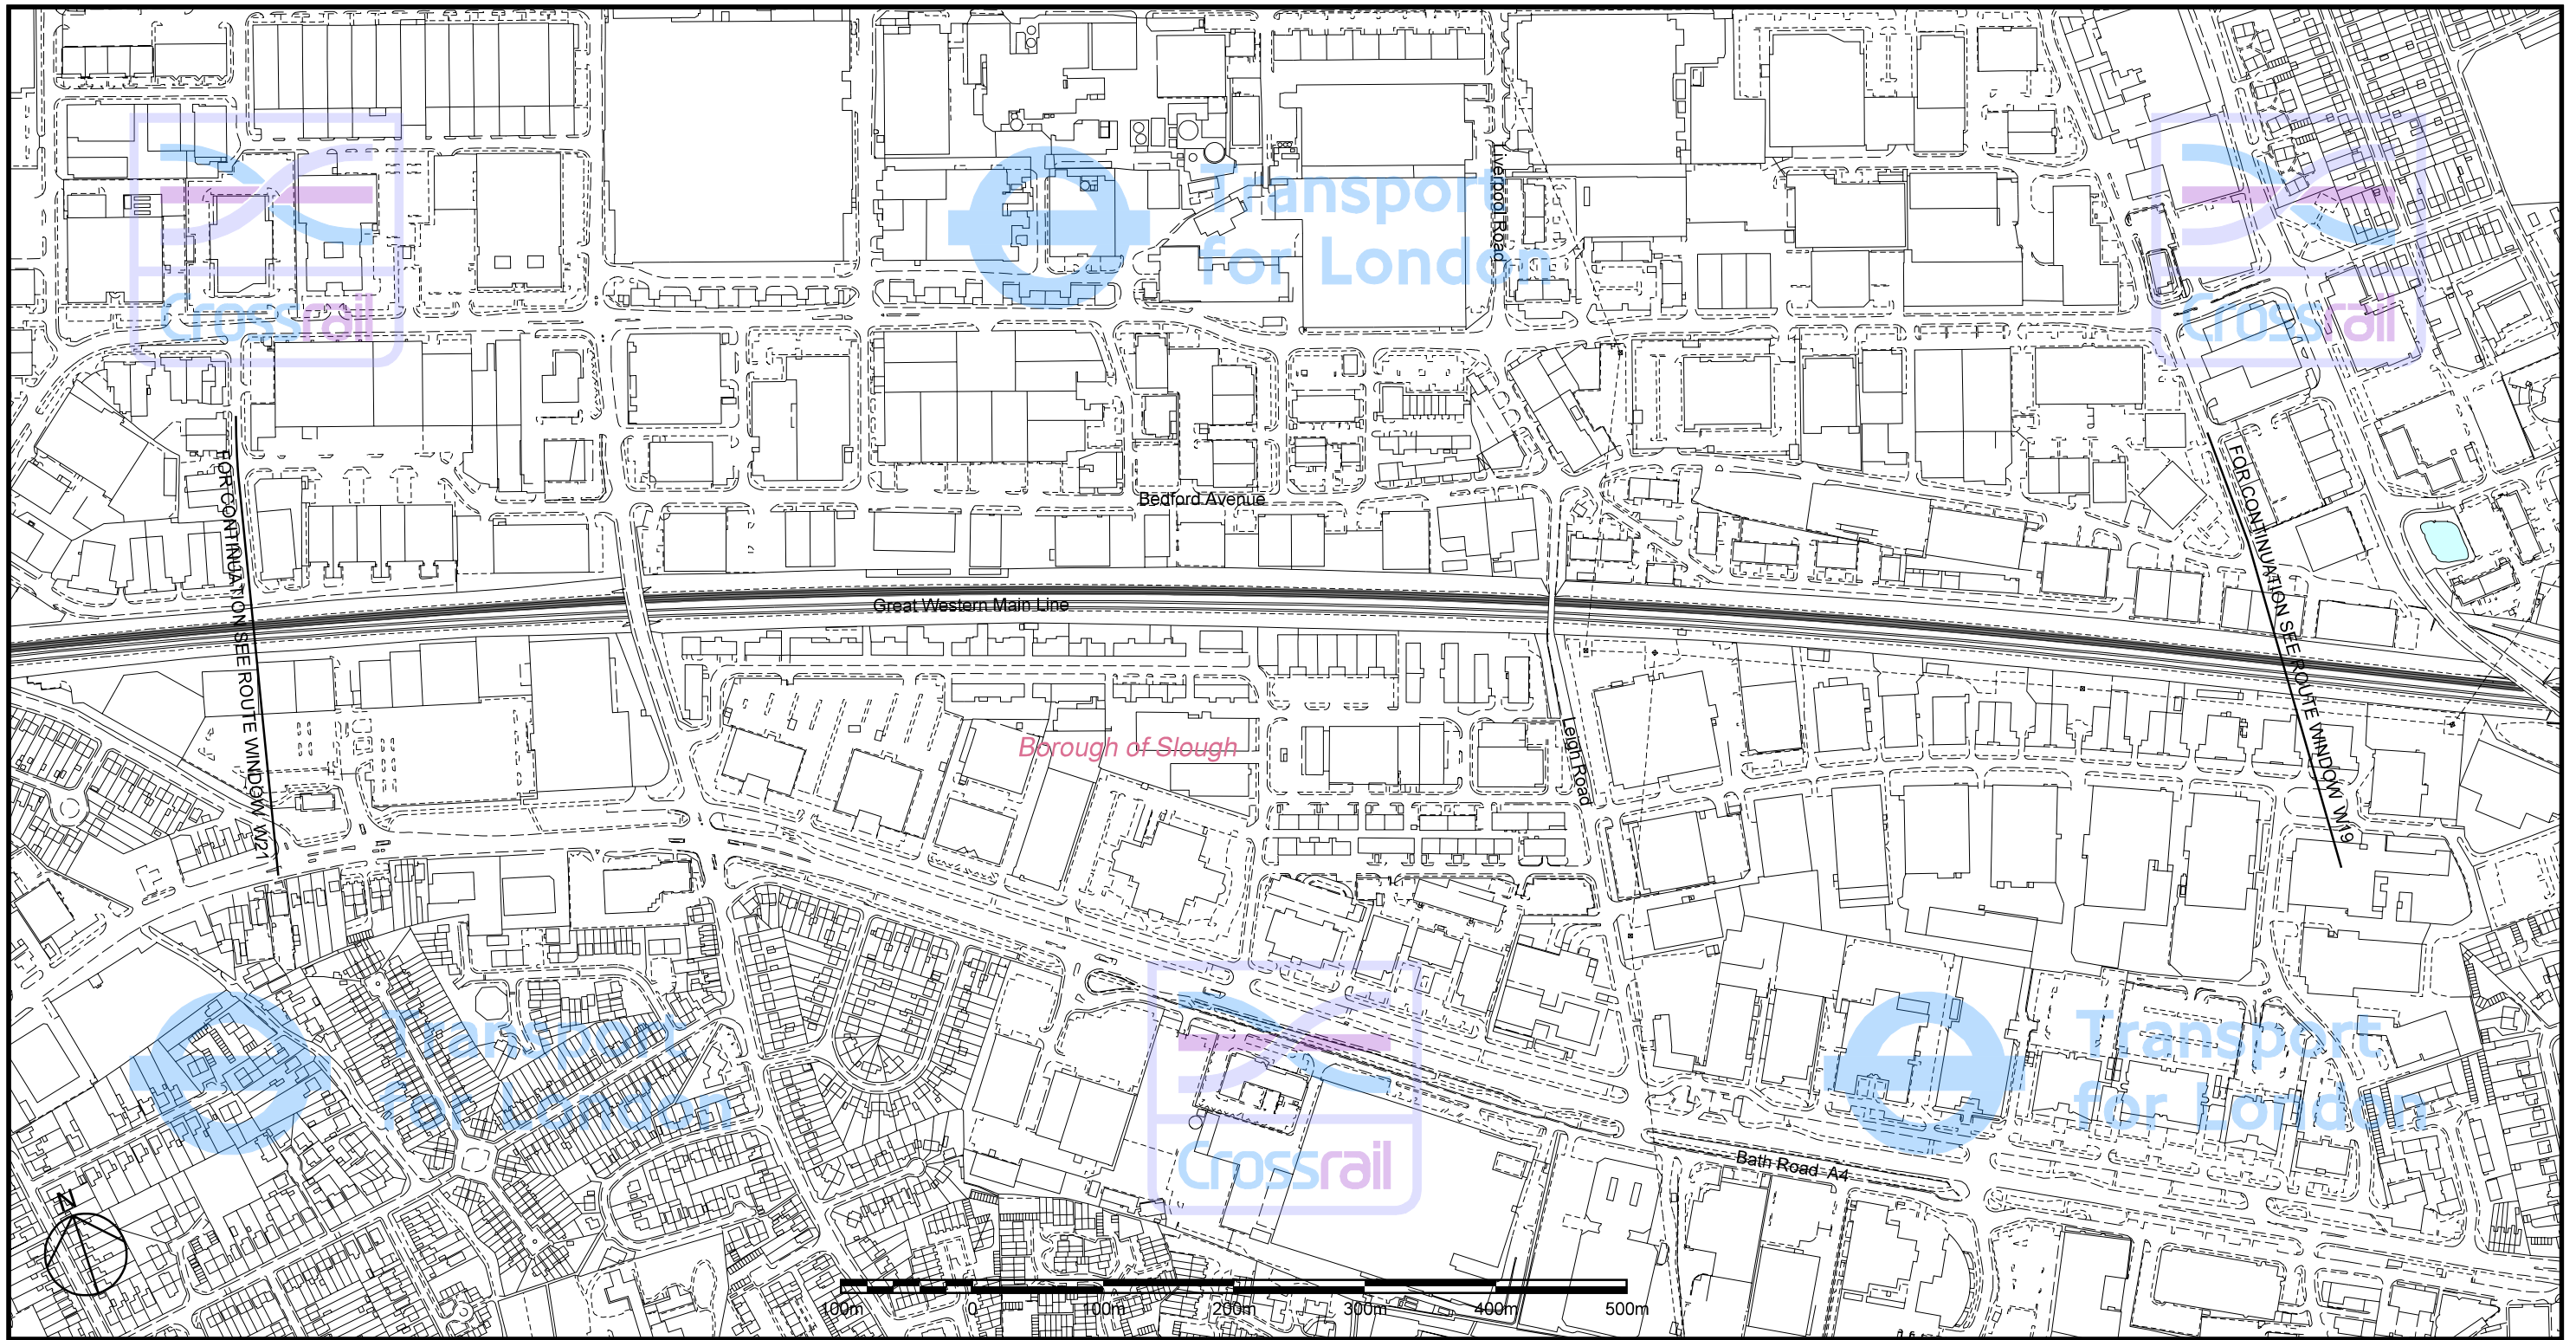 Transport
for London
Liverpool Road
Crossrail
Crossrail
Bedford Avenue
FOR CONTINUATION SEE ROUTE WINDOW W21
FOR CONTINUATION SEE ROUTE WINDOW W19
Great Western Main Line
Leigh Road
Borough of Slough
Transport
for London
Transport
for London
Crossrail
Bath Road A4
N
100m 0 100m 200m 300m 400m 500m